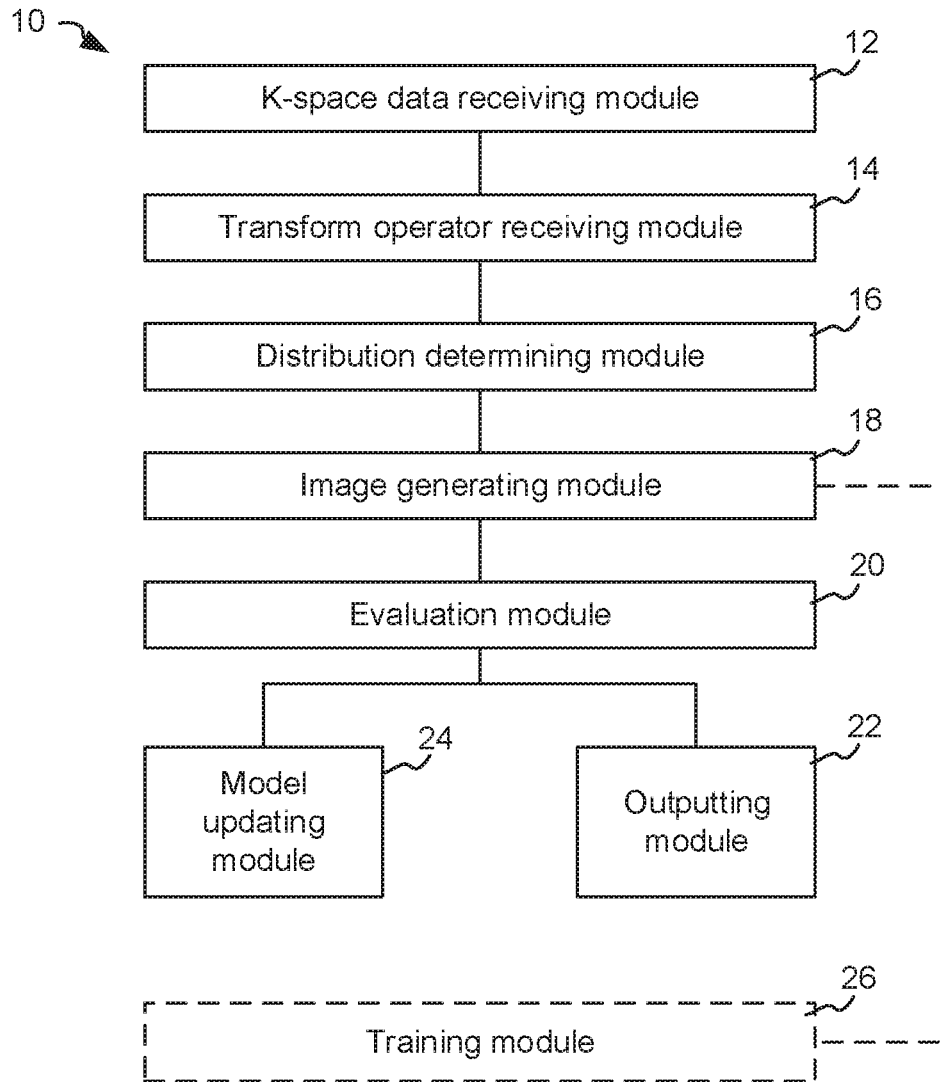 10
12
K-space data receiving module
14
Transform operator receiving module
16
Distribution determining module
18
Image generating module
20
Evaluation module
24
Model
updating
module
22
Outputting
module
26
Training module